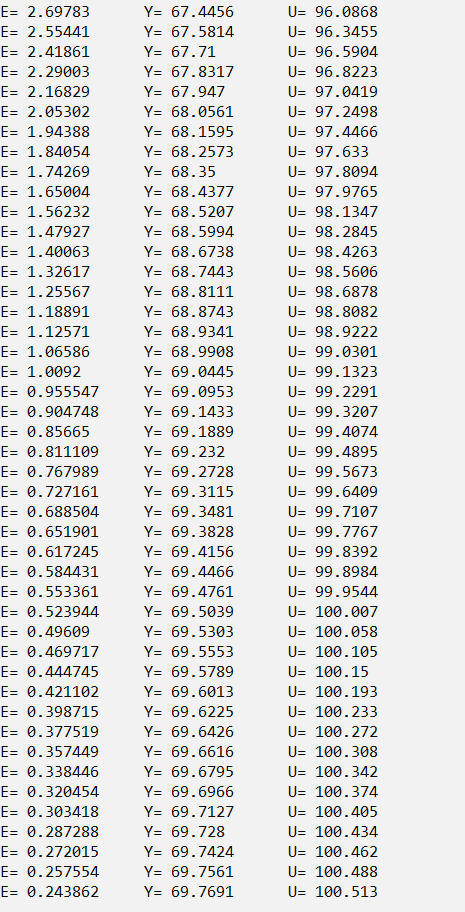 E= 2.69783 Y= 67.4456 U= 96.0868
E= 2.55441 Y= 67.5814 U= 96.3455
E= 2.41861 Y= 67.71 U= 96.5904
E= 2.29003 Y= 67.8317 U= 96.8223
E= 2.16829 Y= 67.947 U= 97.0419
E= 2.05302 Y= 68.0561 U= 97.2498
E= 1.94388 Y= 68.1595 U= 97.4466
E= 1.84054 Y= 68.2573 U= 97.633
E= 1.74269 Y= 68.35 U= 97.8094
E= 1.65004 Y= 68.4377 U= 97.9765
E= 1.56232 Y= 68.5207 U= 98.1347
E= 1.47927 Y= 68.5994 U= 98.2845
E= 1.40063 Y= 68.6738 U= 98.4263
E= 1.32617 Y= 68.7443 U= 98.5606
E= 1.25567 Y= 68.8111 U= 98.6878
E= 1.18891 Y= 68.8743 U= 98.8082
E= 1.12571 Y= 68.9341 U= 98.9222
E= 1.06586 Y= 68.9908 U= 99.0301
E= 1.0092 Y= 69.0445 U= 99.1323
E= 0.955547 Y= 69.0953 U= 99.2291
E= 0.904748 Y= 69.1433 U= 99.3207
E= 0.85665 Y= 69.1889 U= 99.4074
E= 0.811109 Y= 69.232 U= 99.4895
E= 0.767989 Y= 69.2728 U= 99.5673
E= 0.727161 Y= 69.3115 U= 99.6409
E= 0.688504 Y= 69.3481 U= 99.7107
E= 0.651901 Y= 69.3828 U= 99.7767
E= 0.617245 Y= 69.4156 U= 99.8392
E= 0.584431 Y= 69.4466 U= 99.8984
E= 0.553361 Y= 69.4761 U= 99.9544
E= 0.523944 Y= 69.5039 U= 100.007
E= 0.49609 Y= 69.5303 U= 100.058
E= 0.469717 Y= 69.5553 U= 100.105
E= 0.444745 Y= 69.5789 U= 100.15
E= 0.421102 Y= 69.6013 U= 100.193
E= 0.398715 Y= 69.6225 U= 100.233
E= 0.377519 Y= 69.6426 U= 100.272
E= 0.357449 Y= 69.6616 U= 100.308
E= 0.338446 Y= 69.6795 U= 100.342
E= 0.320454 Y= 69.6966 U= 100.374
E= 0.303418 Y= 69.7127 U= 100.405
E= 0.287288 Y= 69.728 U= 100.434
E= 0.272015 Y= 69.7424 U= 100.462
E= 0.257554 Y= 69.7561 U= 100.488
E= 0.243862 Y= 69.7691 U= 100.513